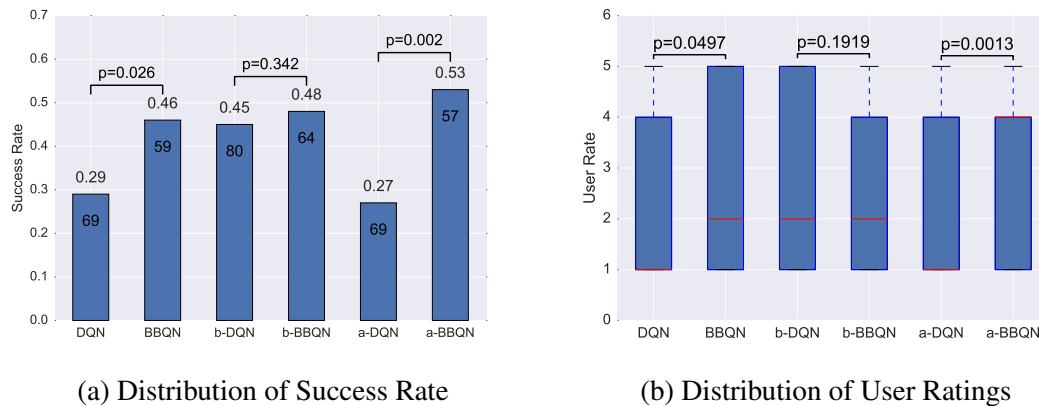 0.7
0.6
0.5
0.4
0.3
0.2
0.1
0.0
Success Rate
p=0.026
p=0.342
p=0.002
0.29
0.46
0.45
0.48
0.27
0.53
69
59
80
64
69
57
DQN BBQN b-DQN b-BBQN a-DQN a-BBQN
(a) Distribution of Success Rate
6
5
4
3
2
1
0
User Rate
p=0.0497
p=0.1919
p=0.0013
DQN BBQN b-DQN b-BBQN a-DQN a-BBQN
(b) Distribution of User Ratings